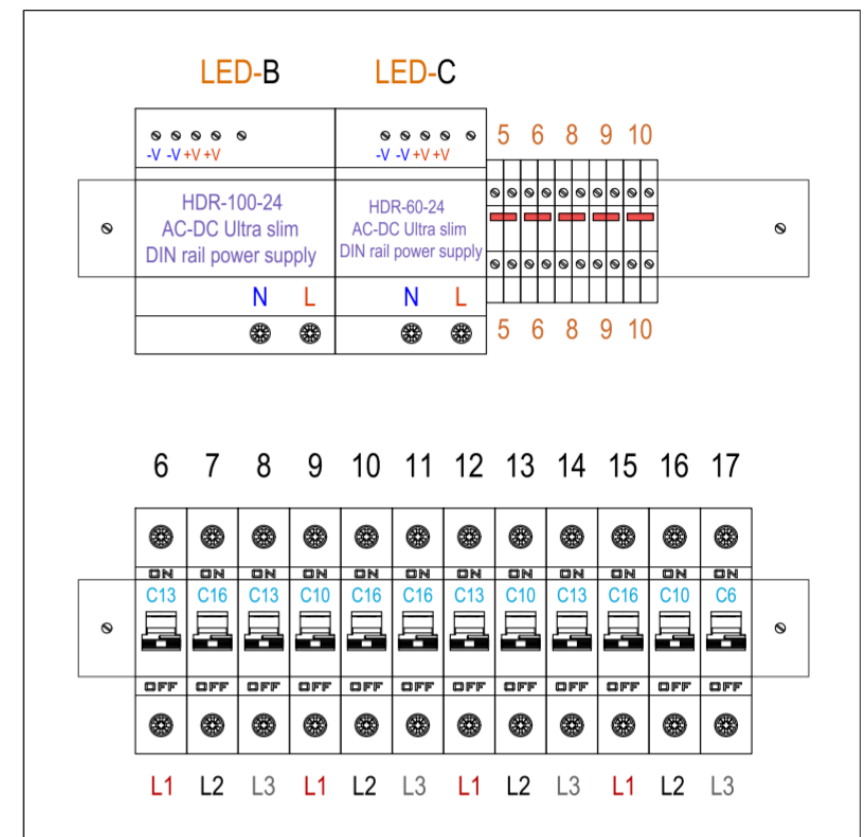 LED-B LED-C
5 6 8 9 10
-V -V +V +V -V -V +V +V
HDR-100-24
AC-DC Ultra slim
DIN rail power supply
HDR-60-24
AC-DC Ultra slim
DIN rail power supply
N L N L
5 6 8 9 10
6 7 8 9 10 11 12 13 14 15 16 17
ON ON ON ON ON ON ON ON ON ON ON ON
C13 C16 C13 C10 C16 C16 C13 C10 C13 C16 C10 C6
OFF OFF OFF OFF OFF OFF OFF OFF OFF OFF OFF OFF
L1 L2 L3 L1 L2 L3 L1 L2 L3 L1 L2 L3